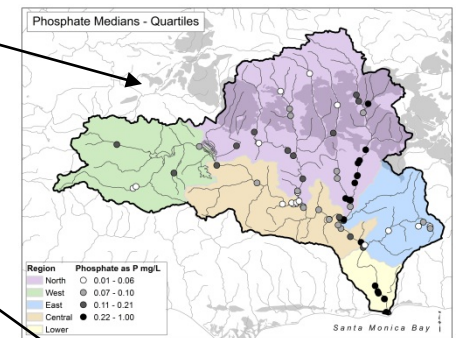 Phosphate Medians - Quartiles
Region Phosphate as P mg/L
North 0.01 - 0.06
West 0.07 - 0.10
East 0.11 - 0.21
Central 0.22 - 1.00
Lower
Santa Monica Bay